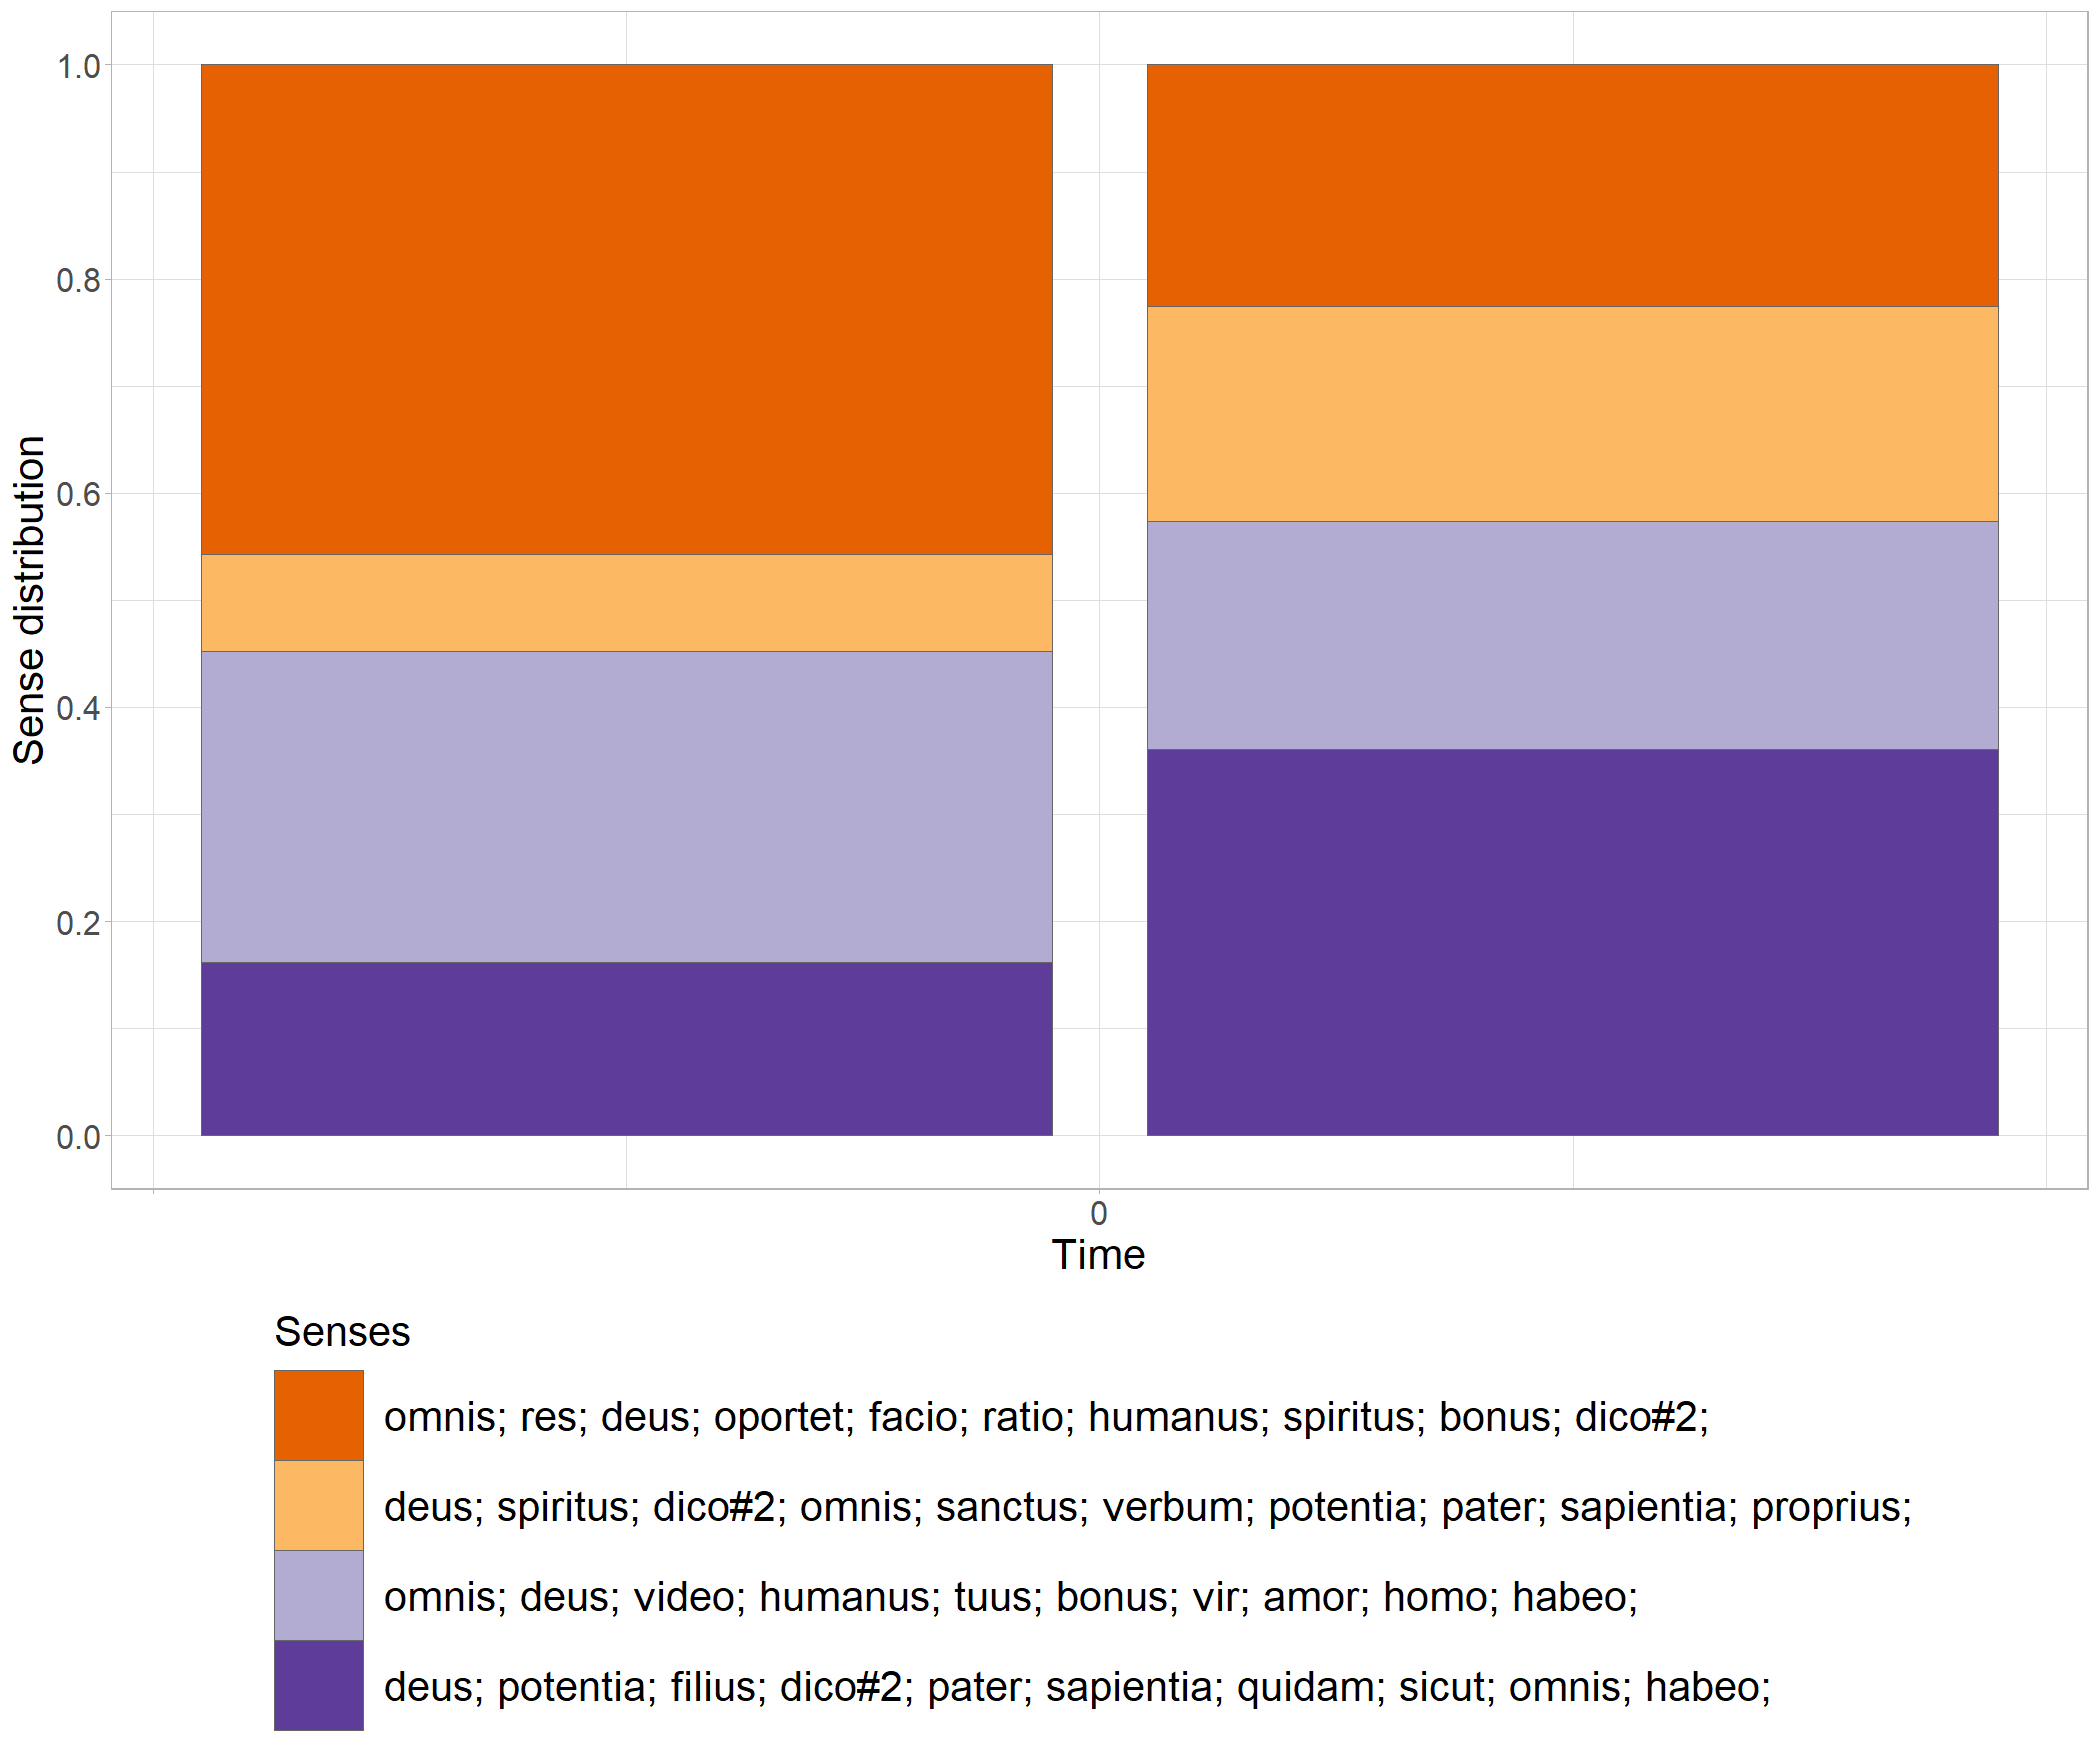 1.0
0.8
0.6
0.4
0.2
0.0
Sense distribution
0
Time
Senses
omnis; res; deus; oportet; facio; ratio; humanus; spiritus; bonus; dico#2;
deus; spiritus; dico#2; omnis; sanctus; verbum; potentia; pater; sapientia; proprius;
omnis; deus; video; humanus; tuus; bonus; vir; amor; homo; habeo;
deus; potentia; filius; dico#2; pater; sapientia; quidam; sicut; omnis; habeo;